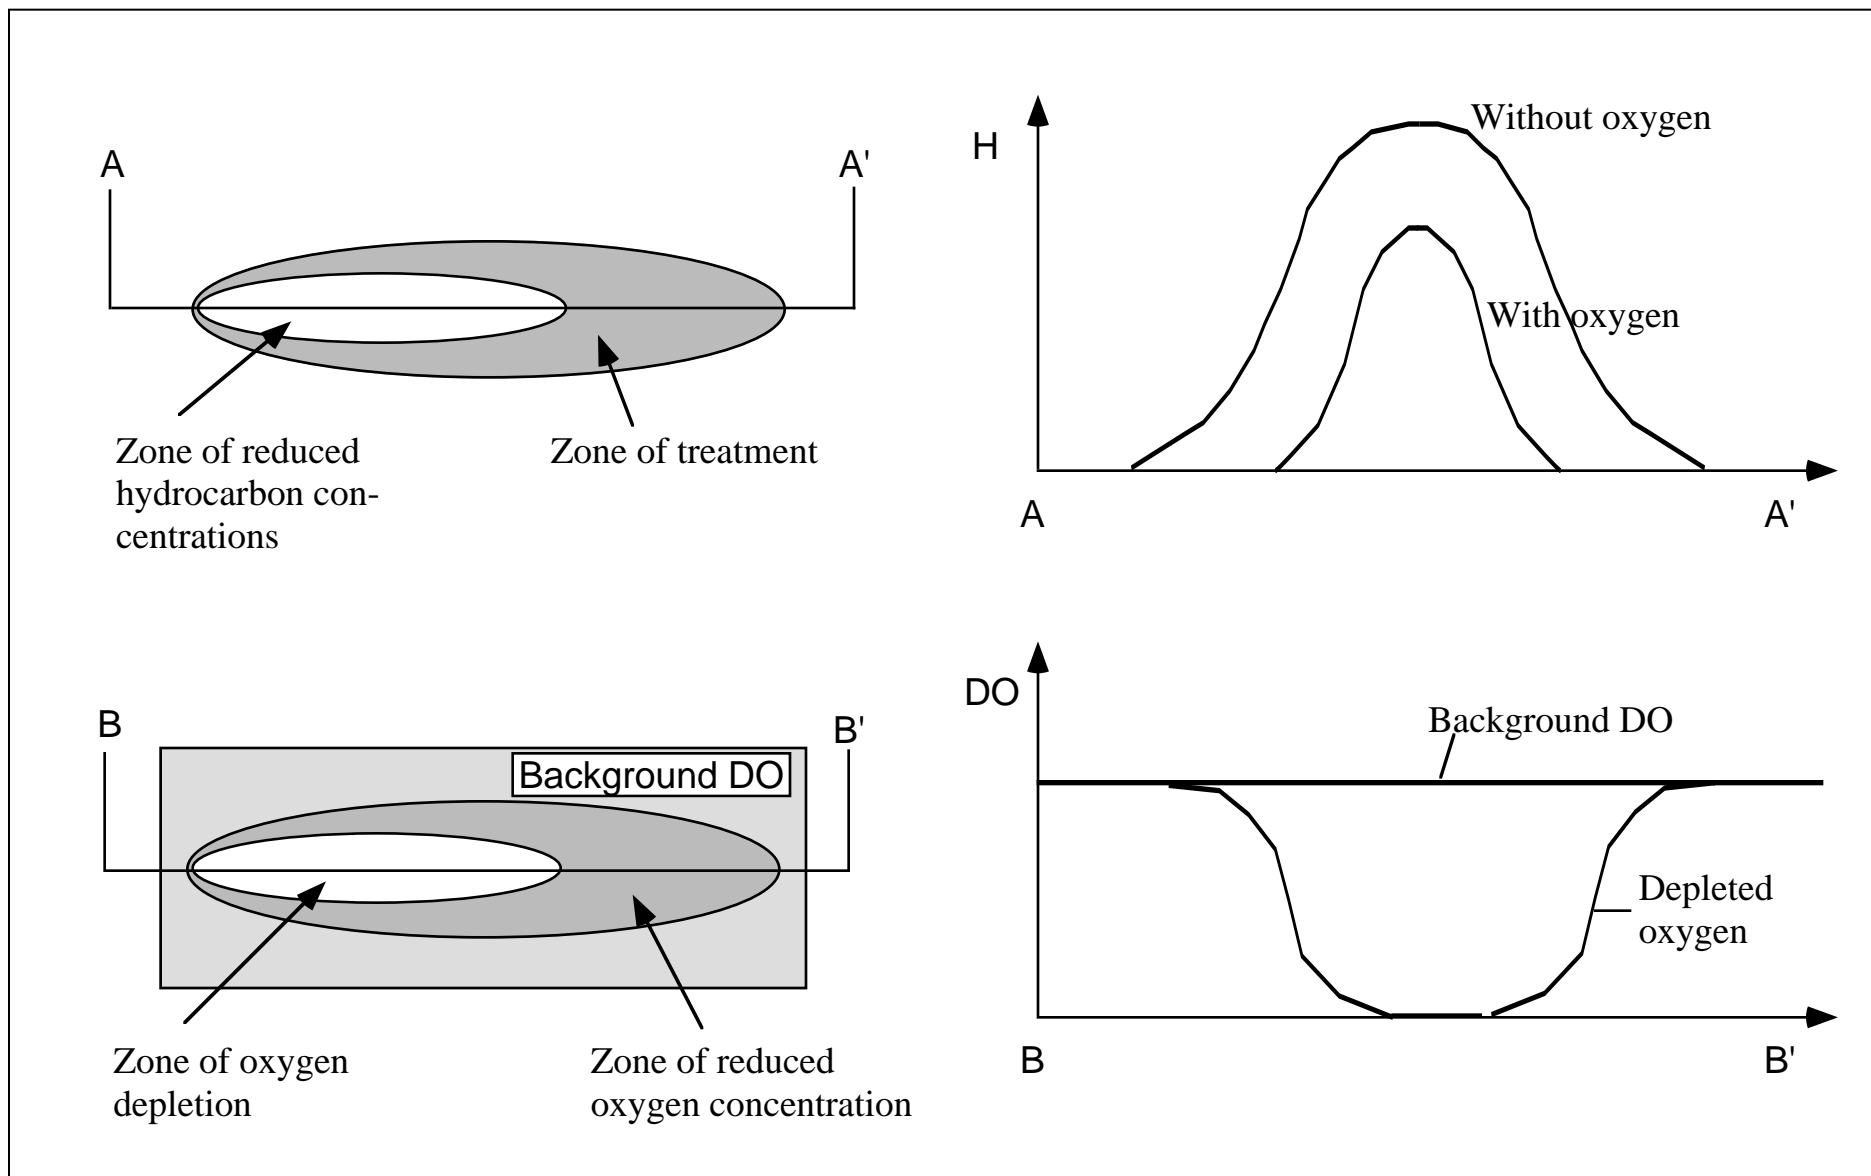 A
A'
Zone of reduced
hydrocarbon con-
centrations
Zone of treatment
H
Without oxygen
With oxygen
A
A'
B
B'
Background DO
Zone of oxygen
depletion
Zone of reduced
oxygen concentration
DO
Background DO
Depleted
oxygen
B
B'